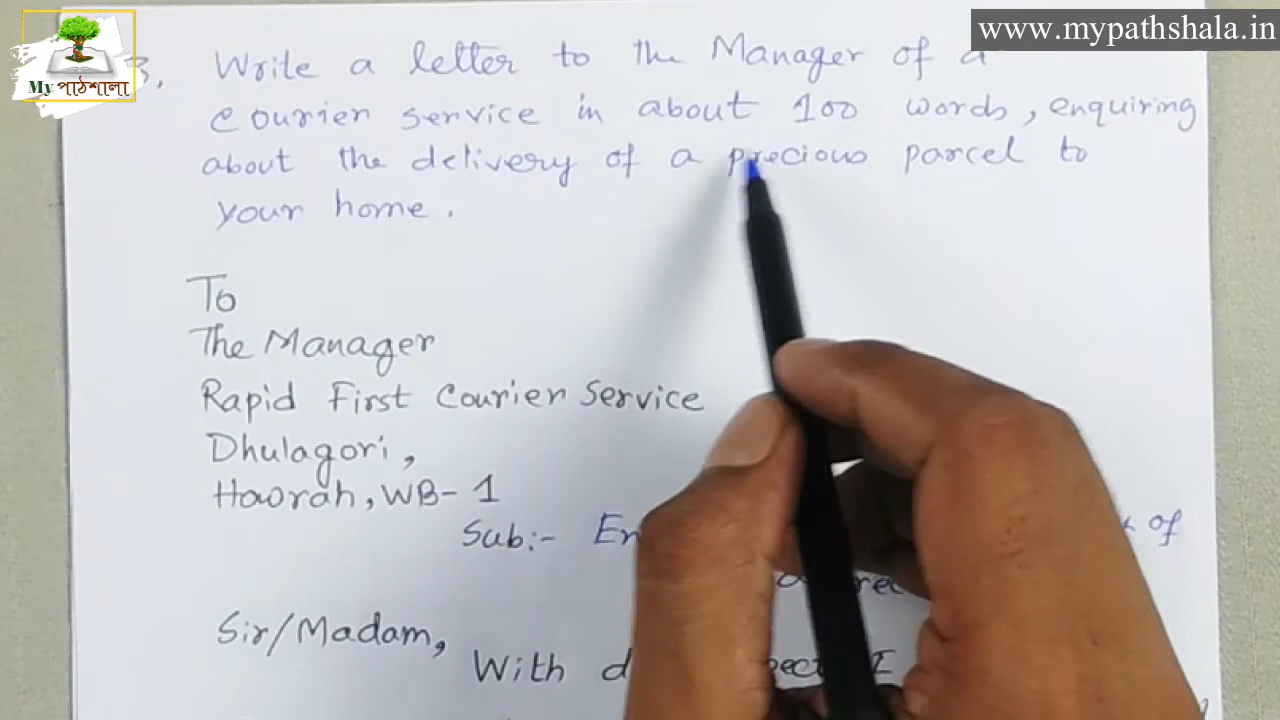 www.mypathshala.in
My পাঠশালা
3. Write a letter to the Manager of a
courier service in about 100 words, enquiring
about the delivery of a precious parcel to
your home.
To
The Manager
Rapid First Courier Service
Dhulagori,
Howrah, WB- 1
Sub:- of
Sir/Madam,
With I